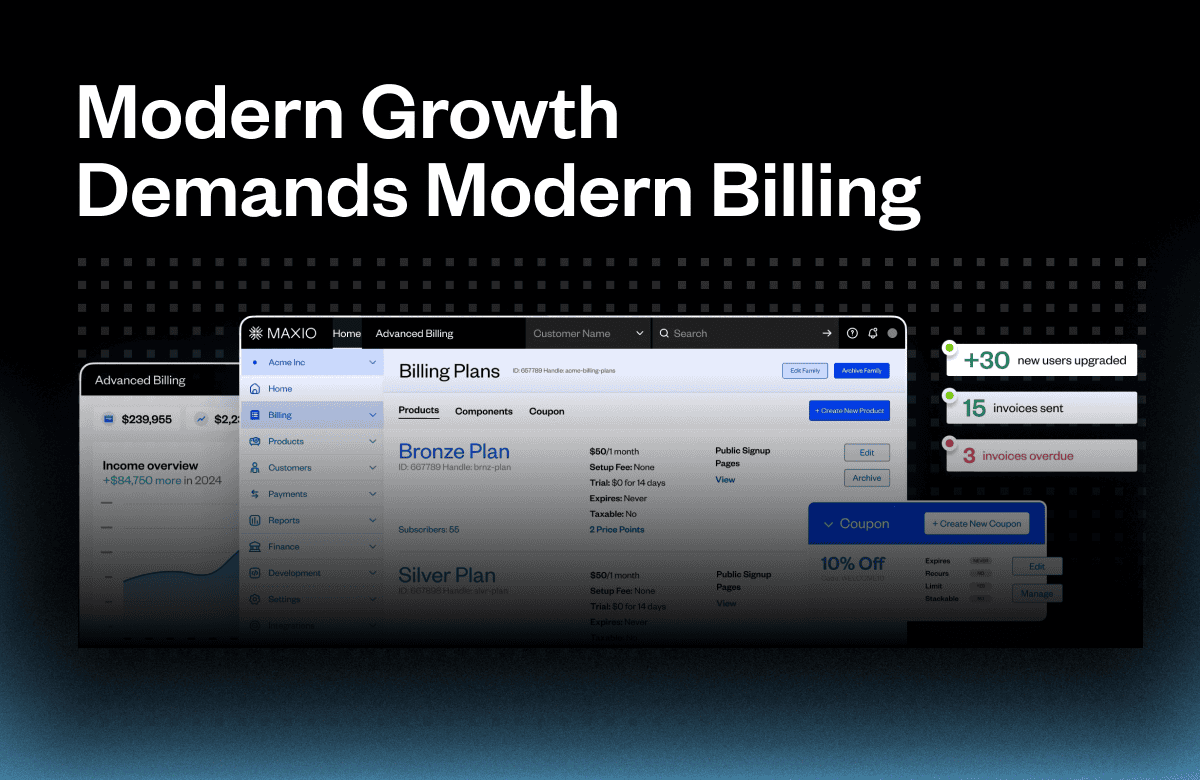 Modern Growth
Demands Modern Billing
MAXIO
Home
Advanced Billing
Customer Name
Search
+30 new users upgraded
15 invoices sent
3 invoices overdue
Advanced Billing
$239,955
$2,2
Income overview
+$84,750 more in 2024
Acme Inc
Home
Billing
Products
Customers
Payments
Reports
Finance
Development
Settings
Integrations
Billing Plans
ID: 667789 Handle: acme-billing-plans
Edit Family
Archive Family
Products
Components
Coupon
+ Create New Product
Bronze Plan
ID: 667789 Handle: brnz-plan
Subscribers: 55
$50/1 month
Setup Fee: None
Trial: $0 for 14 days
Expires: Never
Taxable: No
2 Price Points
Public Signup
Pages
View
Edit
Archive
Silver Plan
$50/1 month
Setup Fee: None
Trial: $0 for 14 days
Expires: Never
Taxable: No
Public Signup
Pages
View
Coupon
+ Create New Coupon
10% Off
Expires
Recurs
Limit
Stackable
Edit
Manage